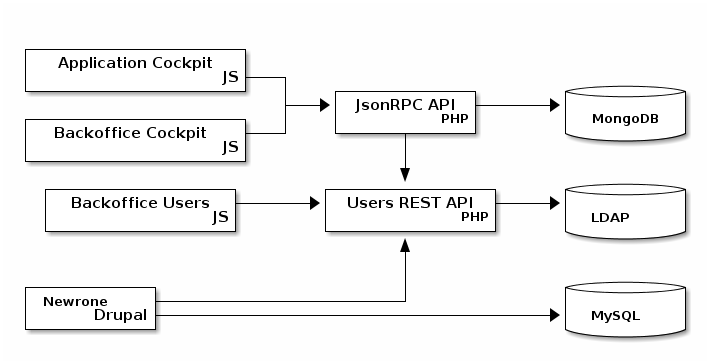 Application Cockpit
JS
JsonRPC API
PHP
MongoDB
Backoffice Cockpit
JS
Backoffice Users
JS
Users REST API
PHP
LDAP
Newrone
Drupal
MySQL